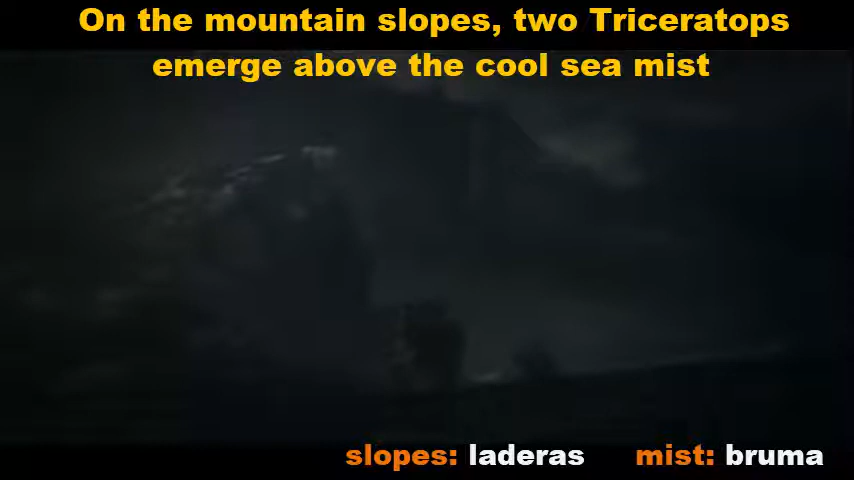 On the mountain slopes, two Triceratops
emerge above the cool sea mist
slopes: laderas mist: bruma